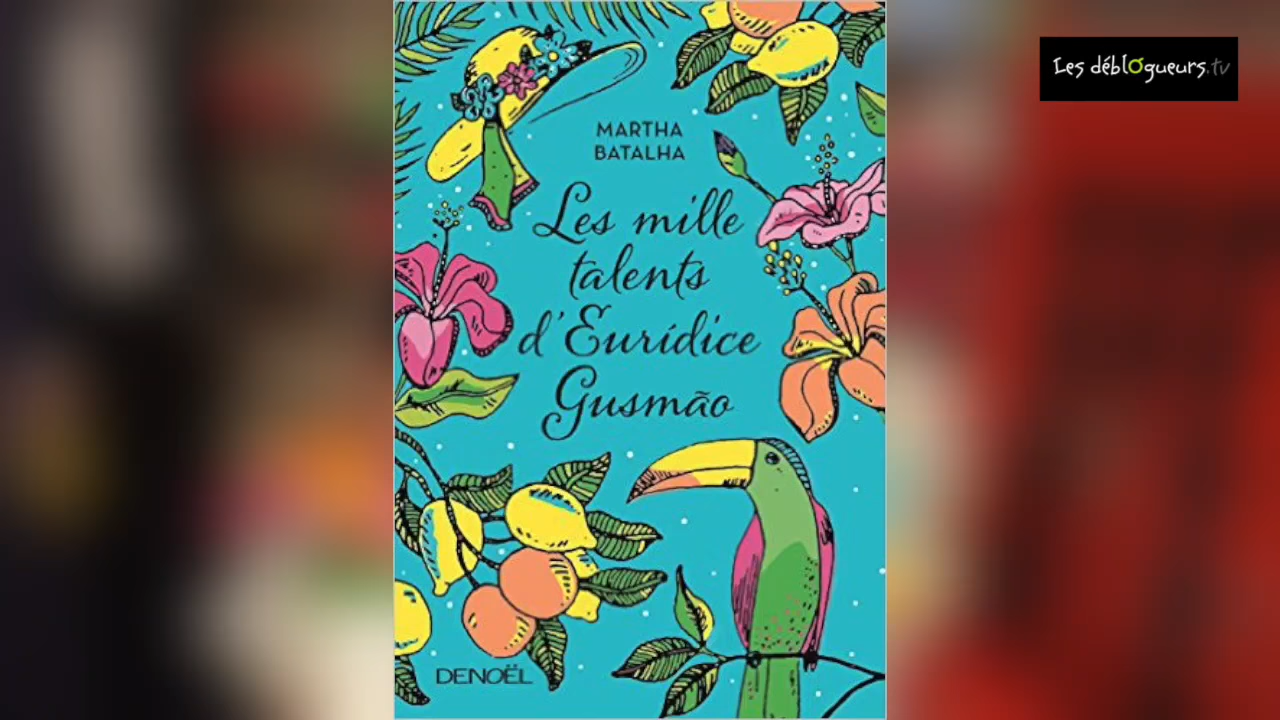 Les déblogueurs.tv
MARTHA
BATALHA
Les mille
talents
d'Eurídice
Gusmão
DENOËL